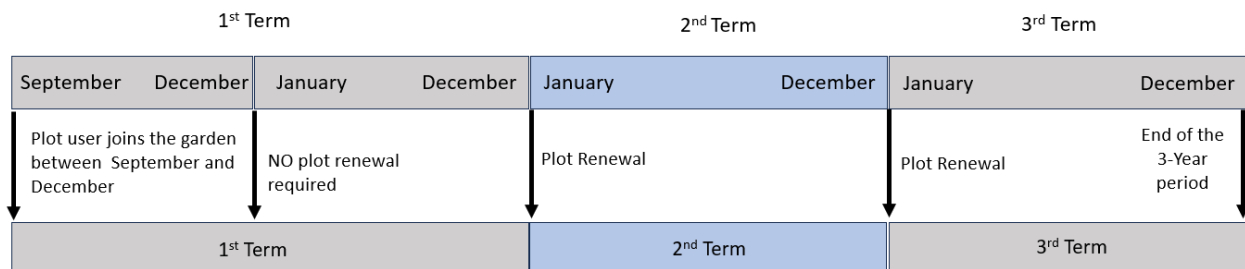 1st Term
2nd Term
3rd Term
September December January December January December January December
Plot user joins the garden
between September and
December
NO plot renewal
required
Plot Renewal
Plot Renewal
End of the
3-Year
period
1st Term
2nd Term
3rd Term